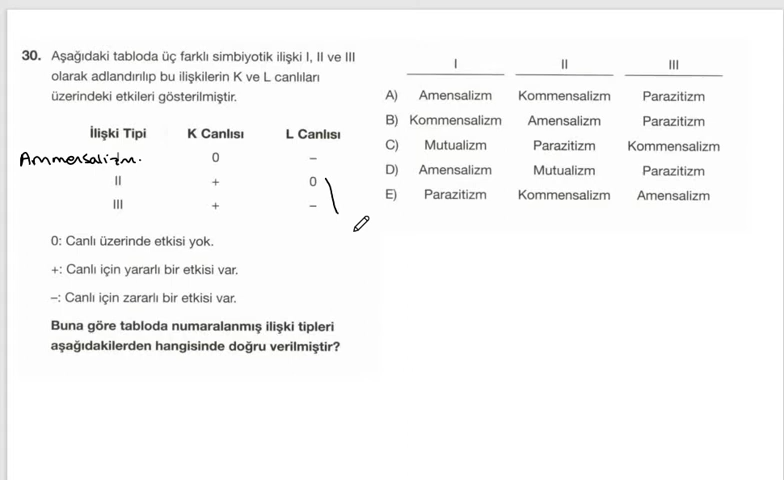 30. Aşağıdaki tabloda üç farklı simbiyotik ilişki I, II ve III
olarak adlandırılıp bu ilişkilerin K ve L canlıları
üzerindeki etkileri gösterilmiştir.
İlişki Tipi K Canlısı L Canlısı
Ammensalizm. 0 –
II + 0
III + –
0: Canlı üzerinde etkisi yok.
+: Canlı için yararlı bir etkisi var.
–: Canlı için zararlı bir etkisi var.
Buna göre tabloda numaralanmış ilişki tipleri
aşağıdakilerden hangisinde doğru verilmiştir?
I II III
A) Amensalizm Kommensalizm Parazitizm
B) Kommensalizm Amensalizm Parazitizm
C) Mutualizm Parazitizm Kommensalizm
D) Amensalizm Mutualizm Parazitizm
E) Parazitizm Kommensalizm Amensalizm